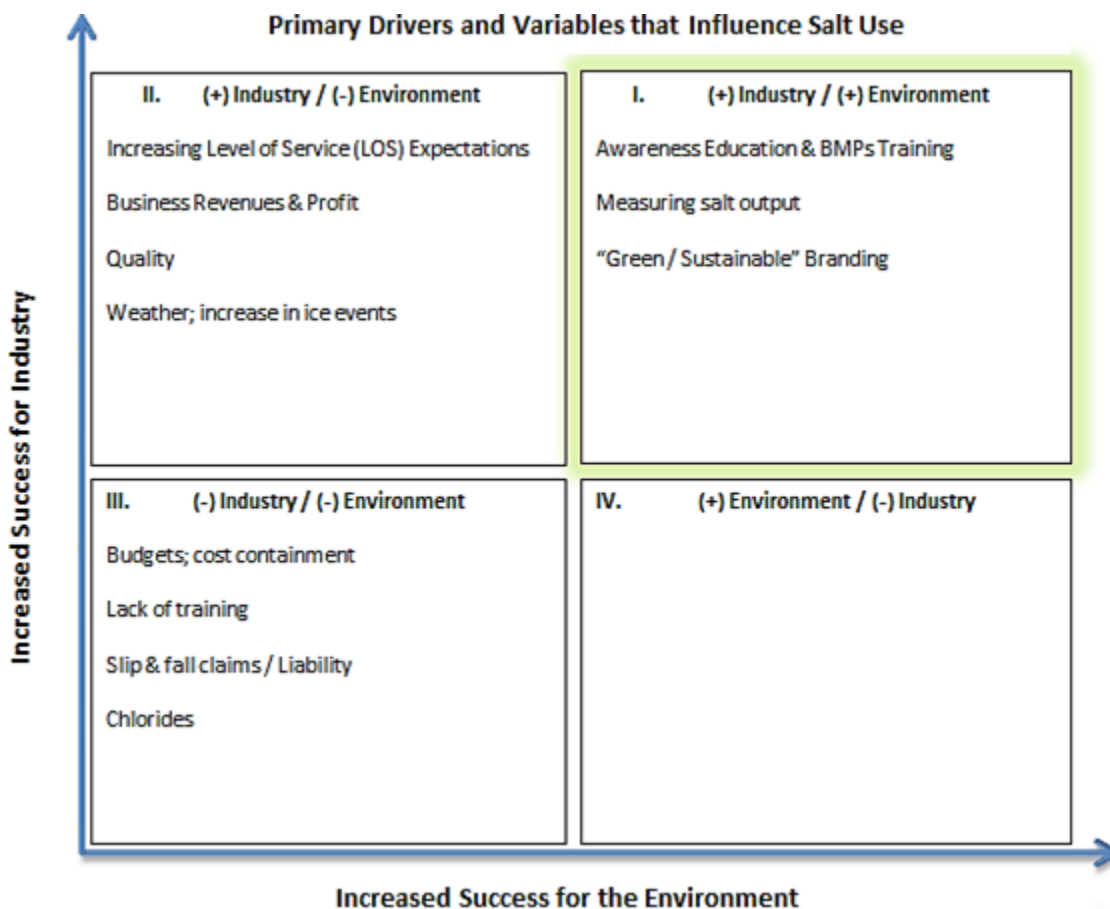 Primary Drivers and Variables that Influence Salt Use
II. (+) Industry / (-) Environment
Increasing Level of Service (LOS) Expectations
Business Revenues & Profit
Quality
Weather; increase in ice events
I. (+) Industry / (+) Environment
Awareness Education & BMPs Training
Measuring salt output
“Green / Sustainable” Branding
III. (-) Industry / (-) Environment
Budgets; cost containment
Lack of training
Slip & fall claims / Liability
Chlorides
IV. (+) Environment / (-) Industry
Increased Success for Industry
Increased Success for the Environment